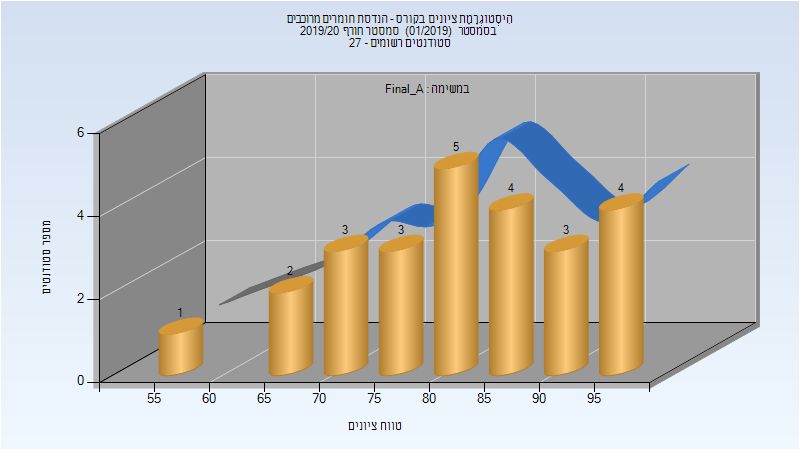 היסטוגרמת ציונים בקורס - הנדסת חומרים מרוכבים
בסמסטר (01/2019) סמסטר חורף 2019/20
סטודנטים רשומים - 27
במשימה : Final_A
מספר סטודנטים
6
4
2
0
1
2
3
3
5
4
3
4
55 60 65 70 75 80 85 90 95
טווח ציונים